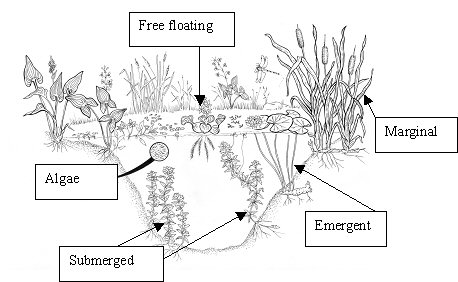 Free floating
Marginal
Algae
Emergent
Submerged